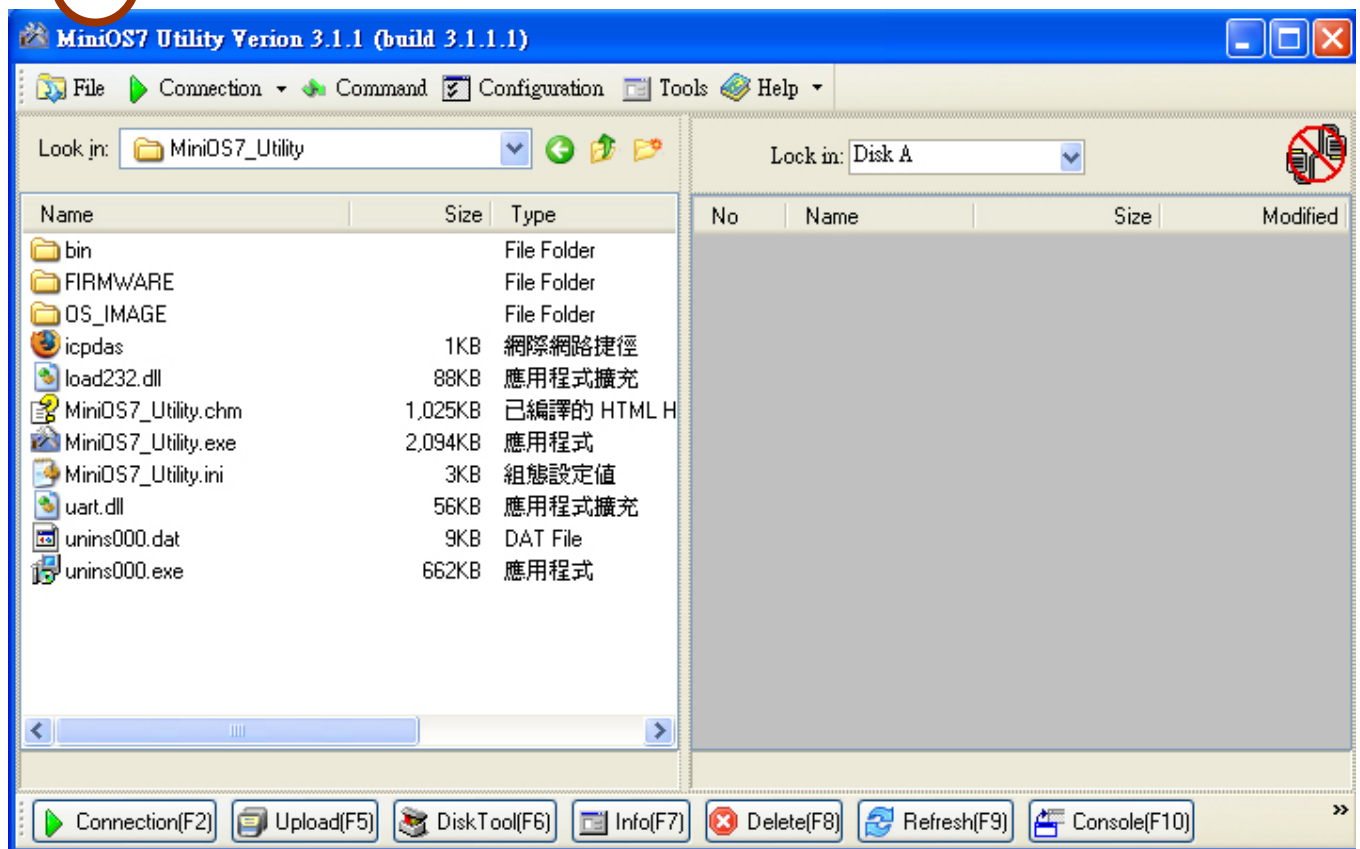 MiniOS7 Utility Verion 3.1.1 (build 3.1.1.1)
File Connection Command Configuration Tools Help
Look in: MiniOS7_Utility
Lock in: Disk A
Name Size Type
No Name Size Modified
bin File Folder
FIRMWARE File Folder
OS_IMAGE File Folder
icpdas 1KB 網際網路捷徑
load232.dll 88KB 應用程式擴充
MiniOS7_Utility.chm 1,025KB 已編譯的 HTML H
MiniOS7_Utility.exe 2,094KB 應用程式
MiniOS7_Utility.ini 3KB 組態設定值
uart.dll 56KB 應用程式擴充
unins000.dat 9KB DAT File
unins000.exe 662KB 應用程式
Connection(F2) Upload(F5) DiskTool(F6) Info(F7) Delete(F8) Refresh(F9) Console(F10) »